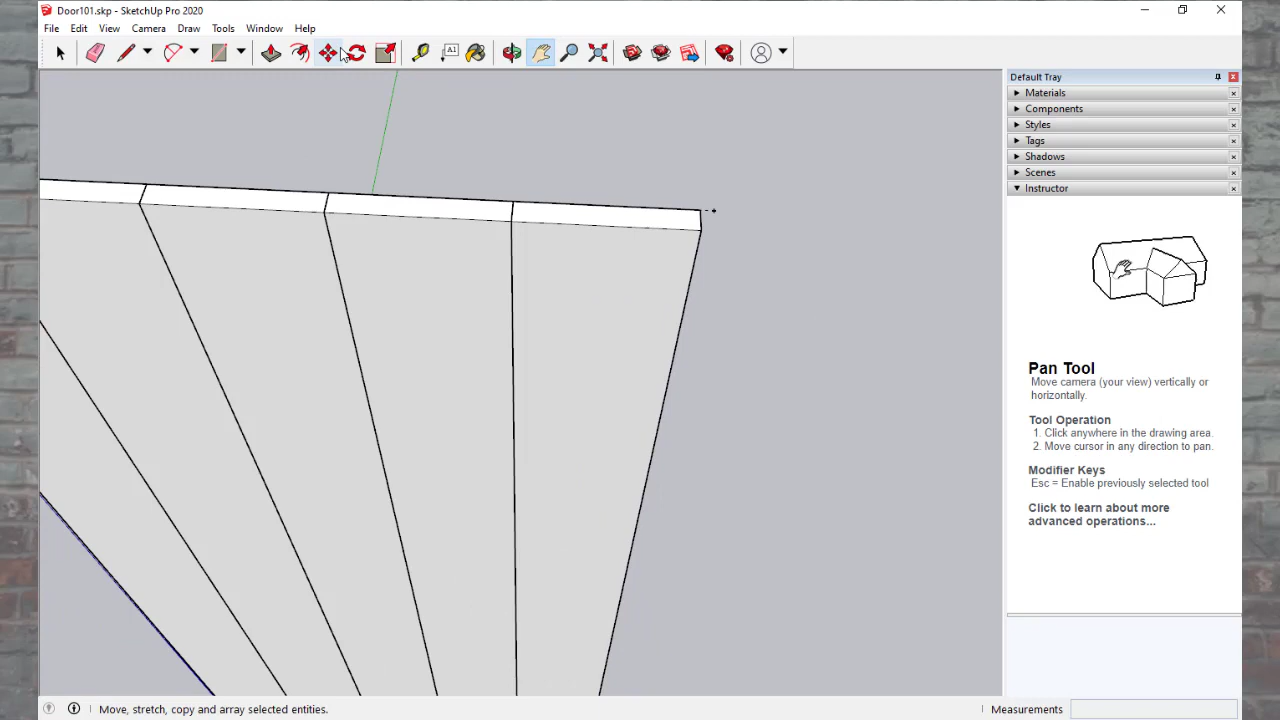 Door101.skp - SketchUp Pro 2020
File Edit View Camera Draw Tools Window Help
A1
Default Tray
Materials
Components
Styles
Tags
Shadows
Scenes
Instructor
Pan Tool
Move camera (your view) vertically or
horizontally.
Tool Operation
1. Click anywhere in the drawing area.
2. Move cursor in any direction to pan.
Modifier Keys
Esc = Enable previously selected tool
Click to learn about more
advanced operations...
Move, stretch, copy and array selected entities.
Measurements